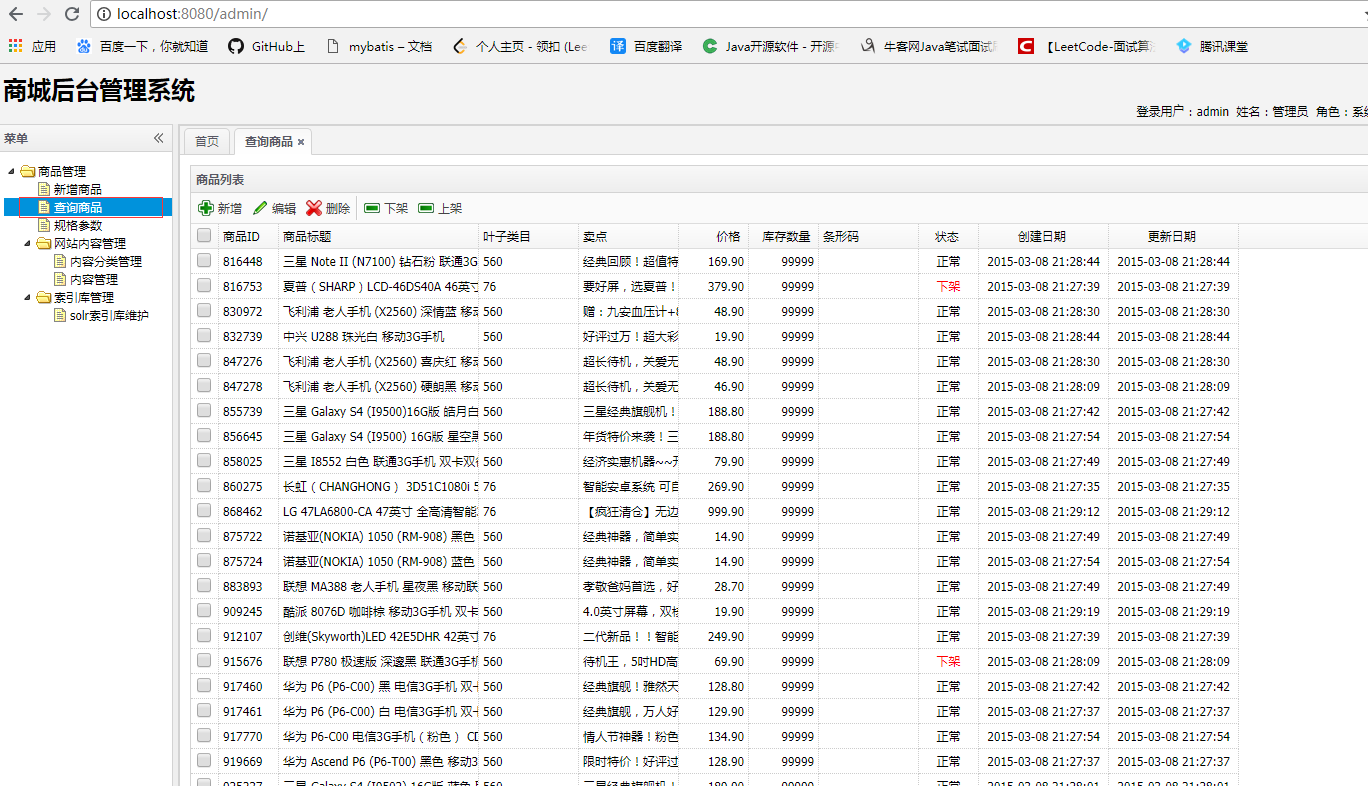 localhost:8080/admin/
应用 百度一下，你就知道 GitHub上 mybatis – 文档 个人主页 - 领扣 (Lee 百度翻译 Java开源软件 - 开源 牛客网Java笔试面试 【LeetCode-面试算 腾讯课堂
商城后台管理系统
登录用户：admin 姓名：管理员 角色：系
菜单
商品管理
新增商品
查询商品
规格参数
网站内容管理
内容分类管理
内容管理
索引库管理
solr索引库维护
首页 查询商品
商品列表
新增 编辑 删除 下架 上架
商品ID 商品标题 叶子类目 卖点 价格 库存数量 条形码 状态 创建日期 更新日期
816448 三星 Note II (N7100) 钻石粉 联通3G 560 经典回顾！超值特 169.90 99999 正常 2015-03-08 21:28:44 2015-03-08 21:28:44
816753 夏普（SHARP）LCD-46DS40A 46英寸 76 要好屏，选夏普！ 379.90 99999 下架 2015-03-08 21:27:39 2015-03-08 21:27:39
830972 飞利浦 老人手机 (X2560) 深情蓝 移动 560 赠：九安血压计+ 48.90 99999 正常 2015-03-08 21:28:30 2015-03-08 21:28:30
832739 中兴 U288 珠光白 移动3G手机 560 好评过万！超大彩 19.90 99999 正常 2015-03-08 21:28:44 2015-03-08 21:28:44
847276 飞利浦 老人手机 (X2560) 喜庆红 移动 560 超长待机，关爱无 48.90 99999 正常 2015-03-08 21:28:30 2015-03-08 21:28:30
847278 飞利浦 老人手机 (X2560) 硬朗黑 移动 560 超长待机，关爱无 46.90 99999 正常 2015-03-08 21:28:09 2015-03-08 21:28:09
855739 三星 Galaxy S4 (I9500)16G版 皓月白 560 三星经典旗舰机！ 188.80 99999 正常 2015-03-08 21:27:42 2015-03-08 21:27:42
856645 三星 Galaxy S4 (I9500) 16G版 星空黑 560 年货特价来袭！三 188.80 99999 正常 2015-03-08 21:27:54 2015-03-08 21:27:54
858025 三星 I8552 白色 联通3G手机 双卡双 560 经济实惠机器~~ 79.90 99999 正常 2015-03-08 21:27:49 2015-03-08 21:27:49
860275 长虹（CHANGHONG） 3D51C1080i 5 76 智能安卓系统 可自 269.90 99999 正常 2015-03-08 21:27:35 2015-03-08 21:27:35
868462 LG 47LA6800-CA 47英寸 全高清智能 76 【疯狂清仓】无边 999.90 99999 正常 2015-03-08 21:29:12 2015-03-08 21:29:12
875722 诺基亚(NOKIA) 1050 (RM-908) 黑色 560 经典神器，简单实 14.90 99999 正常 2015-03-08 21:27:49 2015-03-08 21:27:49
875724 诺基亚(NOKIA) 1050 (RM-908) 蓝色 560 经典神器，简单实 14.90 99999 正常 2015-03-08 21:27:54 2015-03-08 21:27:54
883893 联想 MA388 老人手机 星夜黑 移动联 560 孝敬爸妈首选，好 28.70 99999 正常 2015-03-08 21:27:49 2015-03-08 21:27:49
909245 酷派 8076D 咖啡棕 移动3G手机 双卡 560 4.0英寸屏幕，双核 19.90 99999 正常 2015-03-08 21:29:19 2015-03-08 21:29:19
912107 创维(Skyworth)LED 42E5DHR 42英寸 76 二代新品！！智能 249.90 99999 正常 2015-03-08 21:27:39 2015-03-08 21:27:39
915676 联想 P780 极速版 深邃黑 联通3G手机 560 待机王，5吋HD高 69.90 99999 下架 2015-03-08 21:28:09 2015-03-08 21:28:09
917460 华为 P6 (P6-C00) 黑 电信3G手机 双卡 560 经典旗舰！雅然天 128.80 99999 正常 2015-03-08 21:27:42 2015-03-08 21:27:42
917461 华为 P6 (P6-C00) 白 电信3G手机 双卡 560 经典旗舰，万人好 129.90 99999 正常 2015-03-08 21:27:37 2015-03-08 21:27:37
917770 华为 P6-C00 电信3G手机（粉色） CD 560 情人节神器！粉色 134.90 99999 正常 2015-03-08 21:27:54 2015-03-08 21:27:54
919669 华为 Ascend P6 (P6-T00) 黑色 移动3 560 限时特价！好评过 128.90 99999 正常 2015-03-08 21:27:37 2015-03-08 21:27:37